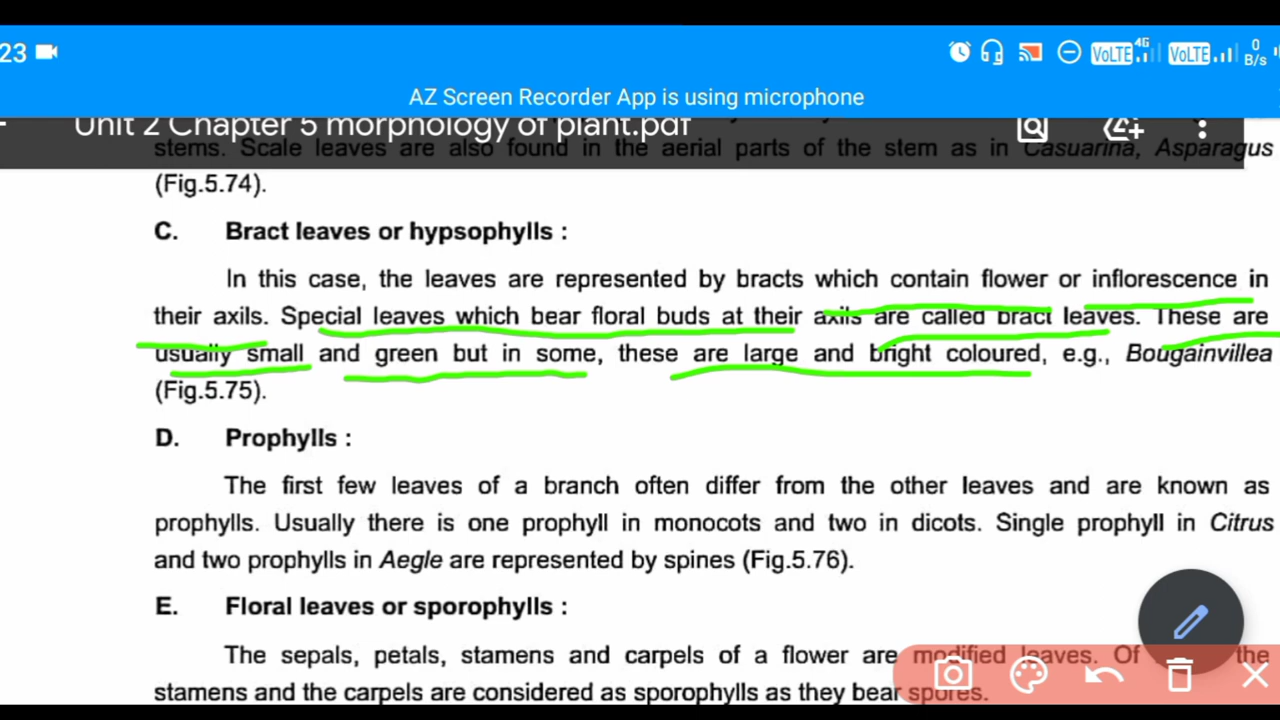 23
4G
VoLTE VoLTE 0 B/s
AZ Screen Recorder App is using microphone
Unit 2 Chapter 5 morphology of plant.pdf
stems. Scale leaves are also found in the aerial parts of the stem as in Casuarina, Asparagus
(Fig.5.74).
C. Bract leaves or hypsophylls :
In this case, the leaves are represented by bracts which contain flower or inflorescence in
their axils. Special leaves which bear floral buds at their axils are called bract leaves. These are
usually small and green but in some, these are large and bright coloured, e.g., Bougainvillea
(Fig.5.75).
D. Prophylls :
The first few leaves of a branch often differ from the other leaves and are known as
prophylls. Usually there is one prophyll in monocots and two in dicots. Single prophyll in Citrus
and two prophylls in Aegle are represented by spines (Fig.5.76).
E. Floral leaves or sporophylls :
The sepals, petals, stamens and carpels of a flower are modified leaves. Of the
stamens and the carpels are considered as sporophylls as they bear spores.